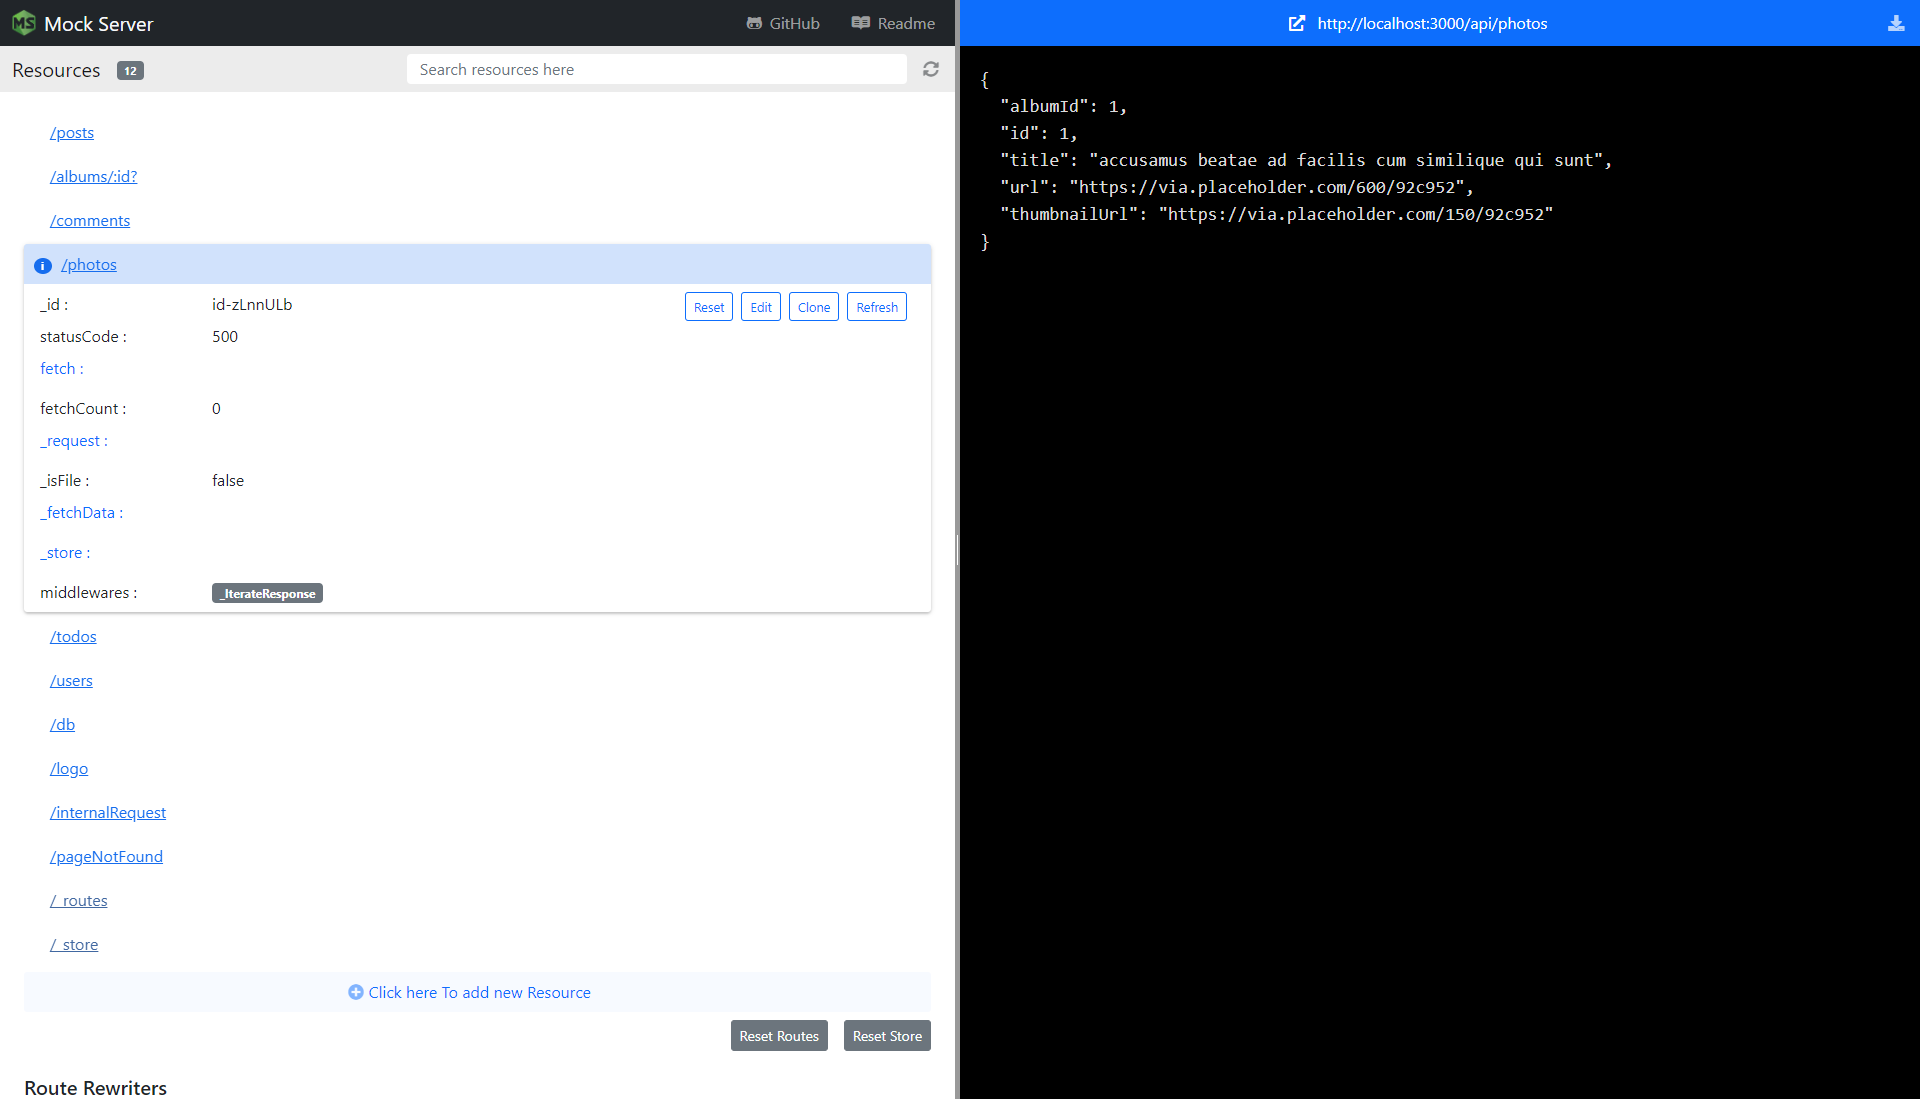 MS Mock Server GitHub Readme
Resources 12 Search resources here
/posts
/albums/:id?
/comments
/photos
_id : id-zLnnULb Reset Edit Clone Refresh
statusCode : 500
fetch :
fetchCount : 0
_request :
_isFile : false
_fetchData :
_store :
middlewares : _IterateResponse
/todos
/users
/db
/logo
/internalRequest
/pageNotFound
/_routes
/_store
Click here To add new Resource
Reset Routes Reset Store
Route Rewriters
http://localhost:3000/api/photos
{
"albumId": 1,
"id": 1,
"title": "accusamus beatae ad facilis cum similique qui sunt",
"url": "https://via.placeholder.com/600/92c952",
"thumbnailUrl": "https://via.placeholder.com/150/92c952"
}